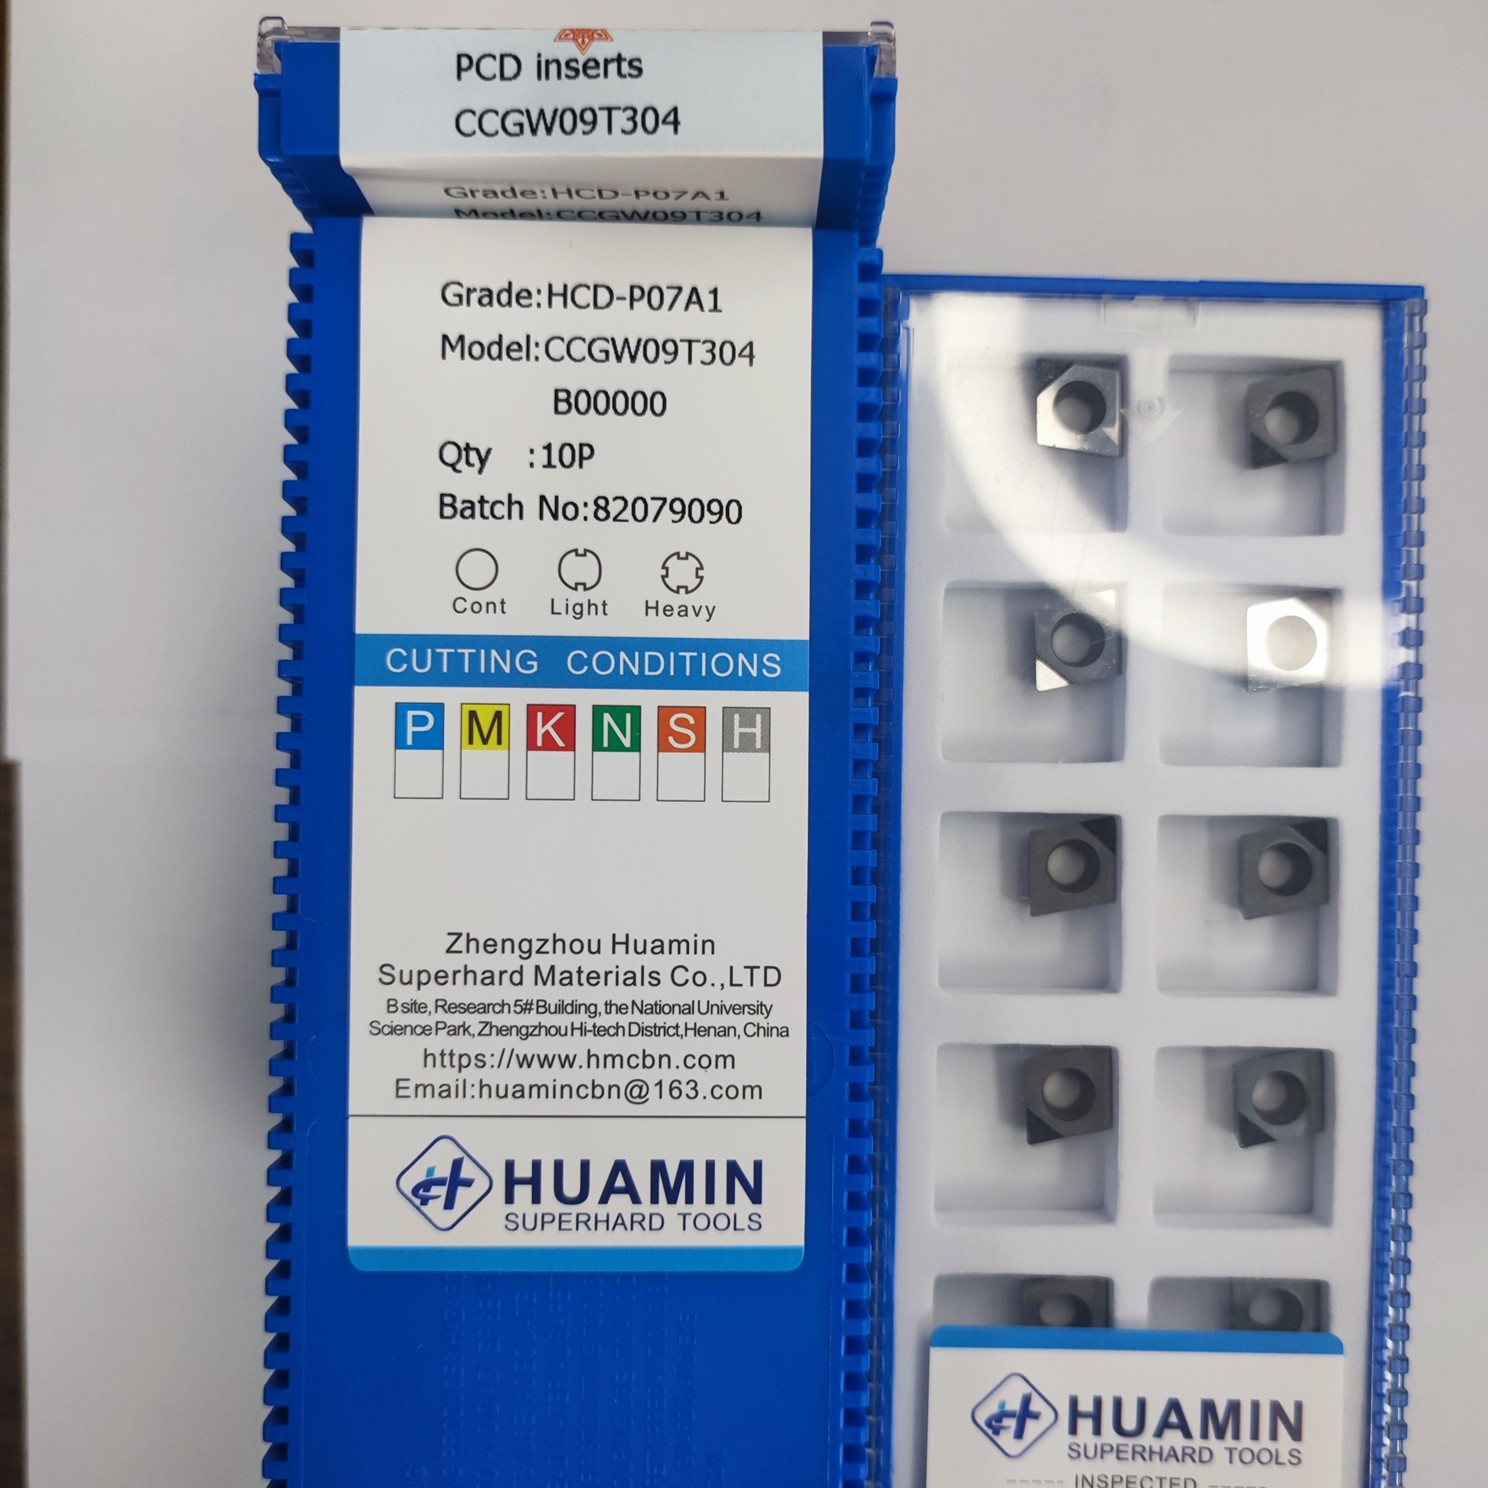 PCD inserts
CCGW09T304
Grade:HCD-P07A1
Model:CCGW09T304
Grade:HCD-P07A1
Model:CCGW09T304
B00000
Qty :10P
Batch No:82079090
Cont Light Heavy
CUTTING CONDITIONS
P M K N S H
Zhengzhou Huamin
Superhard Materials Co.,LTD
B site, Research 5# Building, the National University
Science Park, Zhengzhou Hi-tech District, Henan, China
https://www.hmcbn.com
Email:huamincbn@163.com
HUAMIN
SUPERHARD TOOLS
HUAMIN
SUPERHARD TOOLS
----- INSPECTED -----